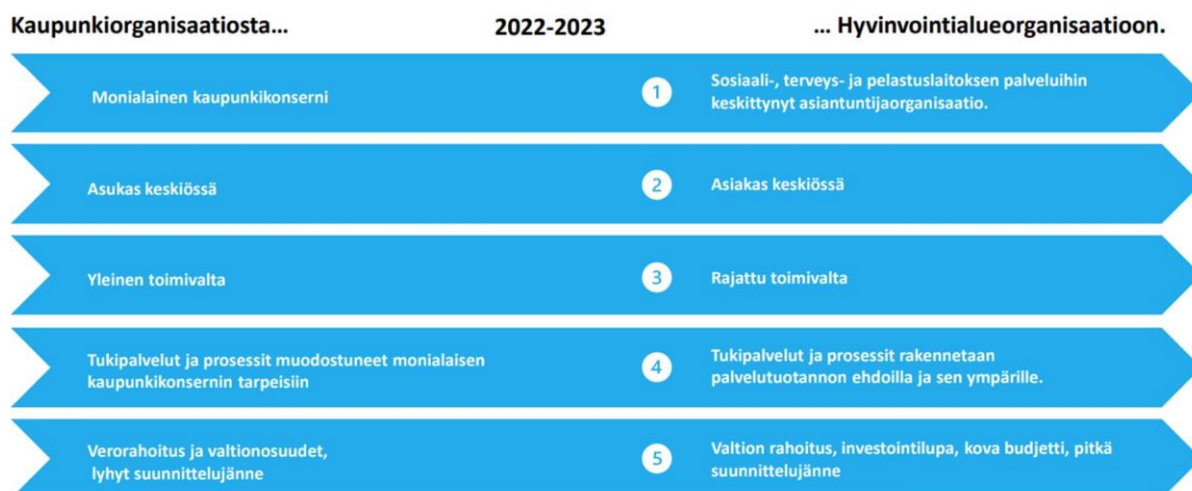 Kaupunkiorganisaatiosta...
2022-2023
... Hyvinvointialueorganisaatioon.
Monialainen kaupunkikonserni
1
Sosiaali-, terveys- ja pelastuslaitoksen palveluihin
keskittynyt asiantuntijaorganisaatio.
Asukas keskiössä
2
Asiakas keskiössä
Yleinen toimivalta
3
Rajattu toimivalta
Tukipalvelut ja prosessit muodostuneet monialaisen
kaupunkikonsernin tarpeisiin
4
Tukipalvelut ja prosessit rakennetaan
palvelutuotannon ehdoilla ja sen ympärille.
Verorahoitus ja valtionosuudet,
lyhyt suunnittelujänne
5
Valtion rahoitus, investointilupa, kova budjetti, pitkä
suunnittelujänne